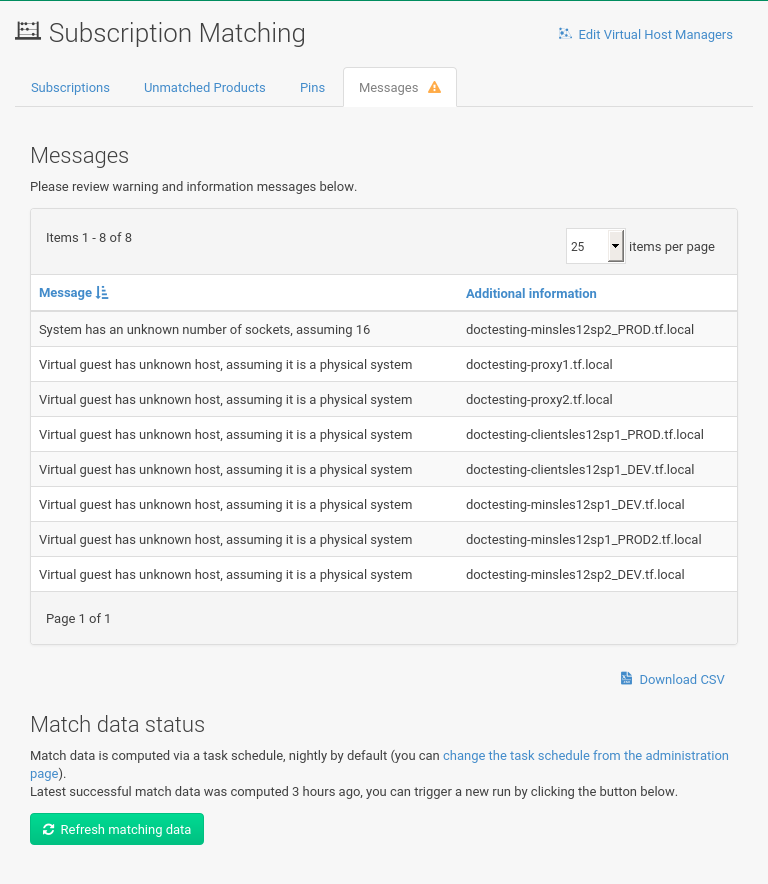 Subscription Matching
Edit Virtual Host Managers
Subscriptions Unmatched Products Pins Messages
Messages
Please review warning and information messages below.
Items 1 - 8 of 8
25 items per page
Message Additional information
System has an unknown number of sockets, assuming 16 doctesting-minsles12sp2_PROD.tf.local
Virtual guest has unknown host, assuming it is a physical system doctesting-proxy1.tf.local
Virtual guest has unknown host, assuming it is a physical system doctesting-proxy2.tf.local
Virtual guest has unknown host, assuming it is a physical system doctesting-clientsles12sp1_PROD.tf.local
Virtual guest has unknown host, assuming it is a physical system doctesting-clientsles12sp1_DEV.tf.local
Virtual guest has unknown host, assuming it is a physical system doctesting-minsles12sp1_DEV.tf.local
Virtual guest has unknown host, assuming it is a physical system doctesting-minsles12sp1_PROD2.tf.local
Virtual guest has unknown host, assuming it is a physical system doctesting-minsles12sp2_DEV.tf.local
Page 1 of 1
Download CSV
Match data status
Match data is computed via a task schedule, nightly by default (you can change the task schedule from the administration
page).
Latest successful match data was computed 3 hours ago, you can trigger a new run by clicking the button below.
Refresh matching data